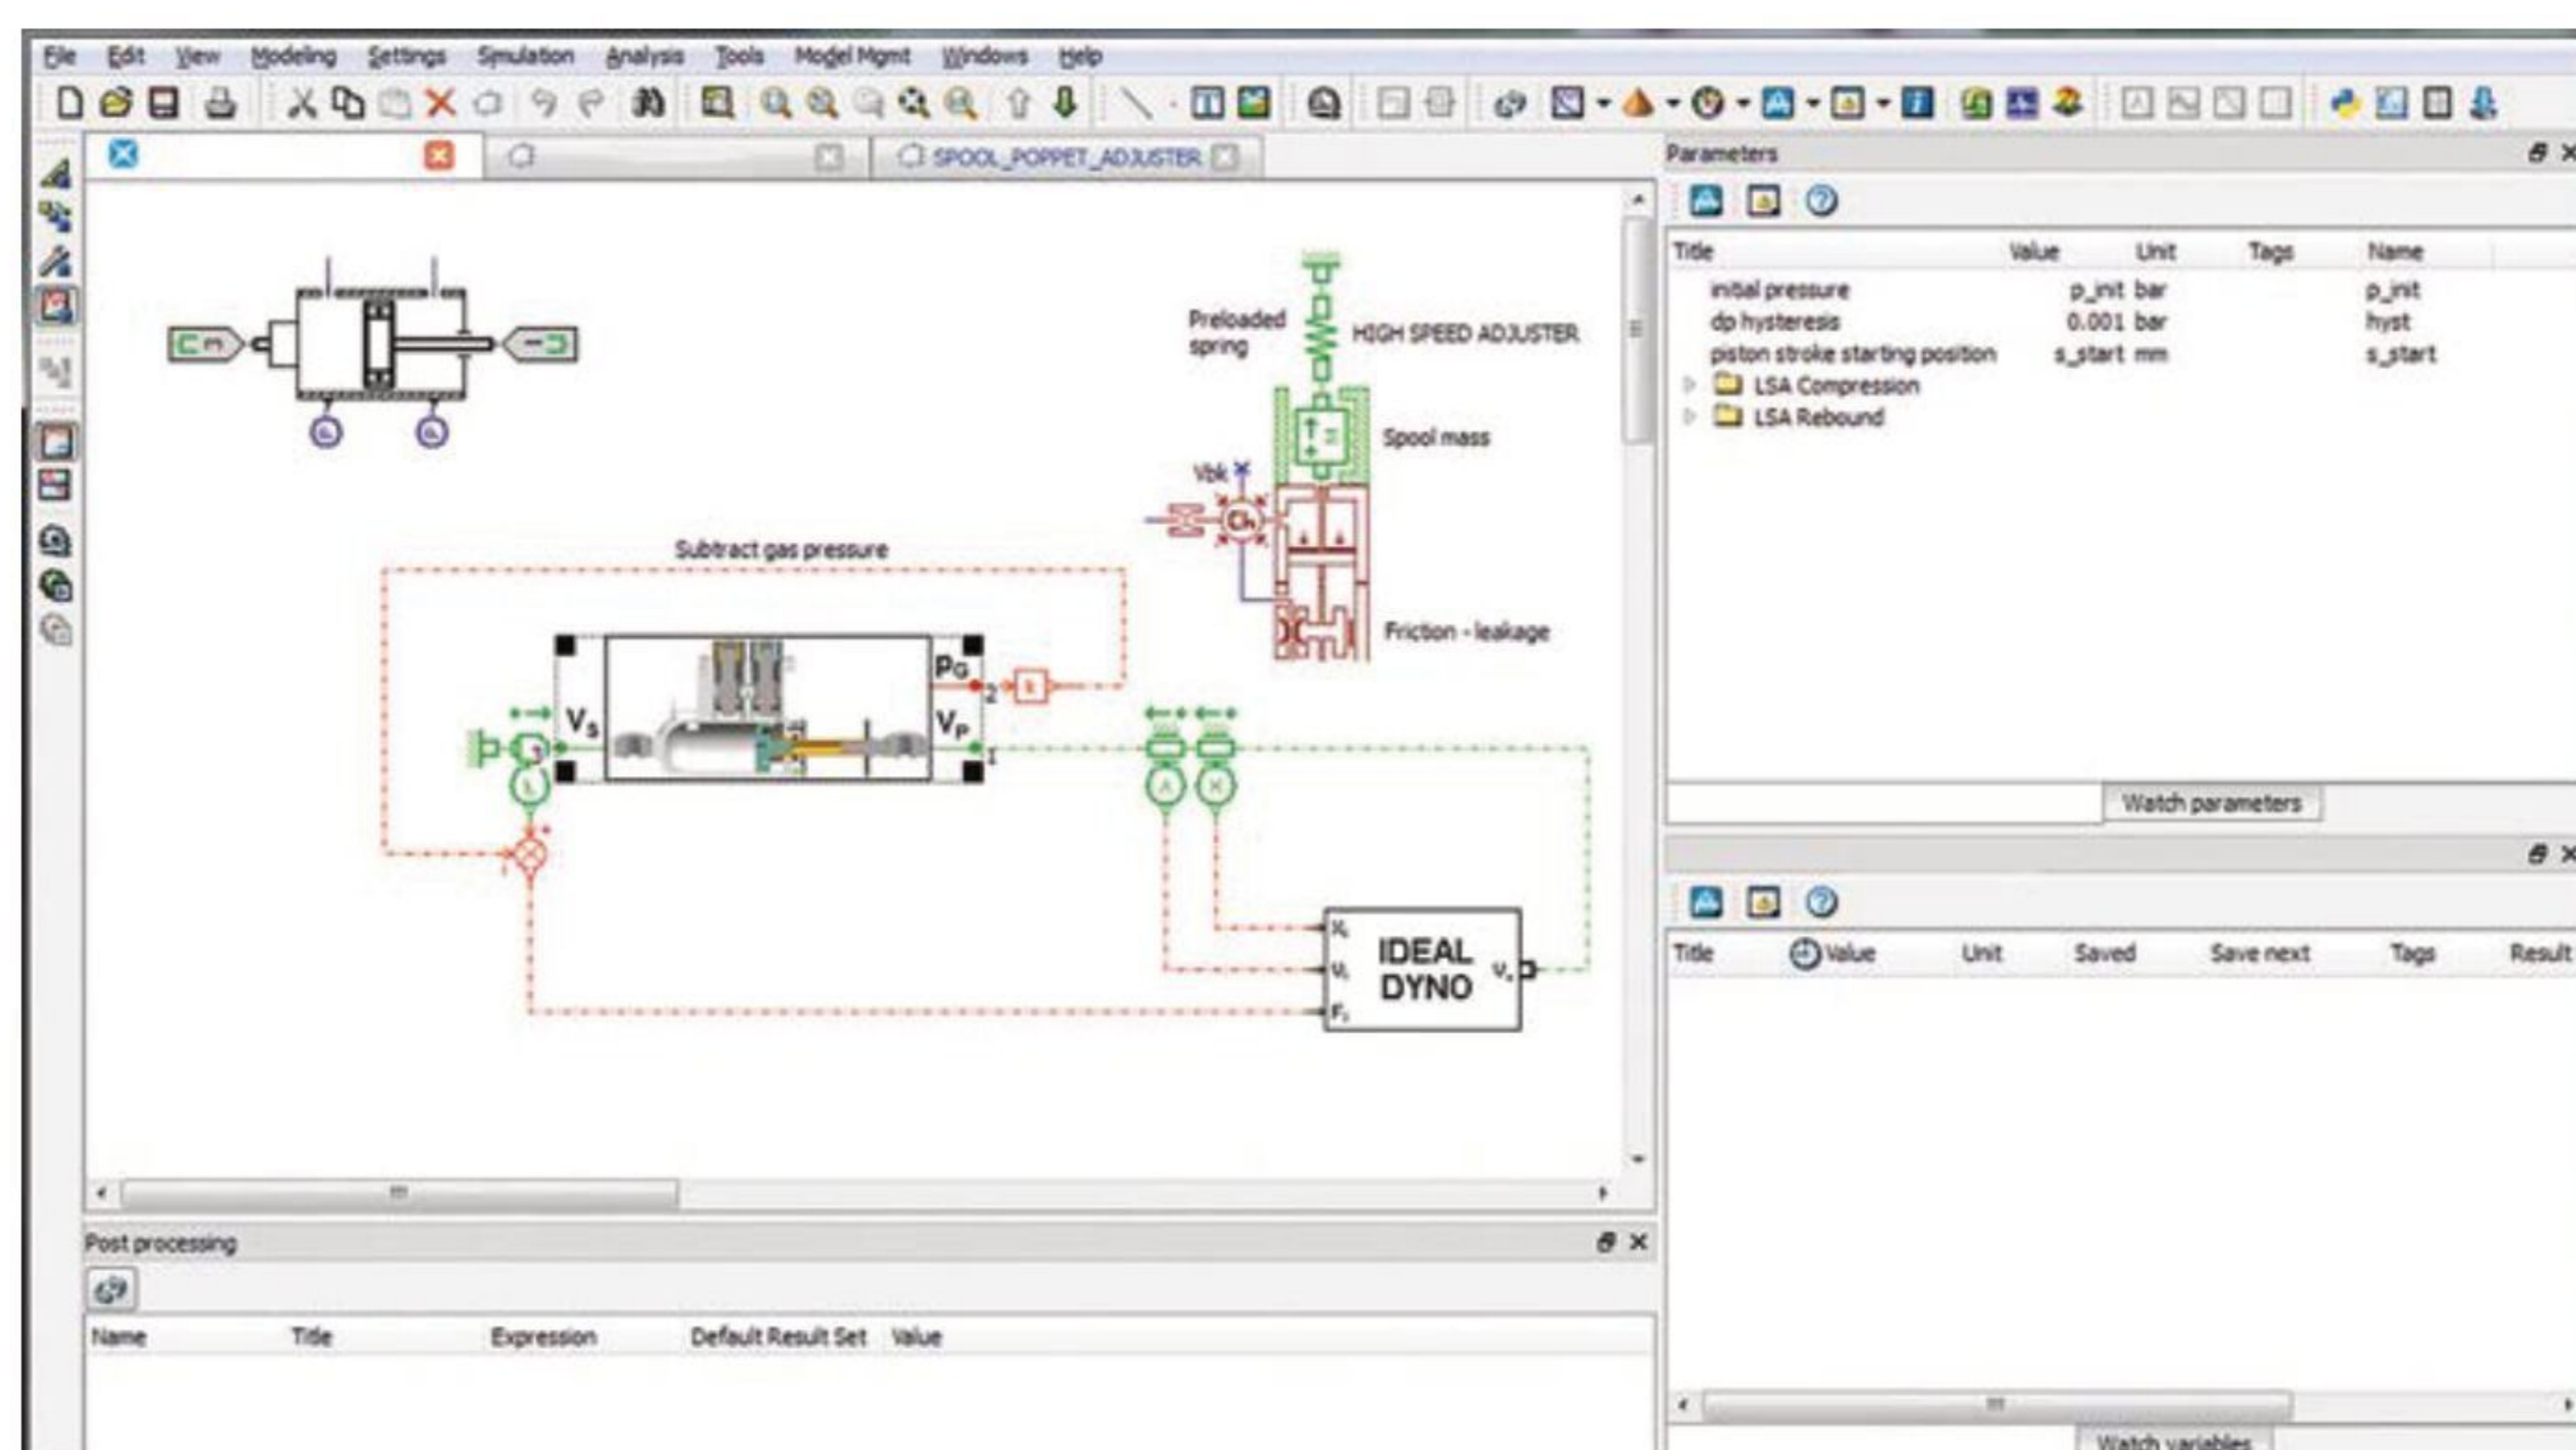 File Edit View Modeling Settings Simulation Analysis Tools Model Mgmt Windows Help
SPOOL_POPPET_ADJUSTER
Parameters
Title Value Unit Tags Name
initial pressure p_init bar p_init
dp hysteresis 0.001 bar hyst
piston stroke starting position s_start mm s_start
LSA Compression
LSA Rebound
Watch parameters
Preloaded
spring
HIGH SPEED ADJUSTER
Spool mass
Vbk
Ch
Friction - leakage
Subtract gas pressure
PG
2
VS
VP
3
1
IDEAL
DYNO
Title Value Unit Saved Save next Tags Result
Post processing
Name Title Expression Default Result Set Value
Watch variables